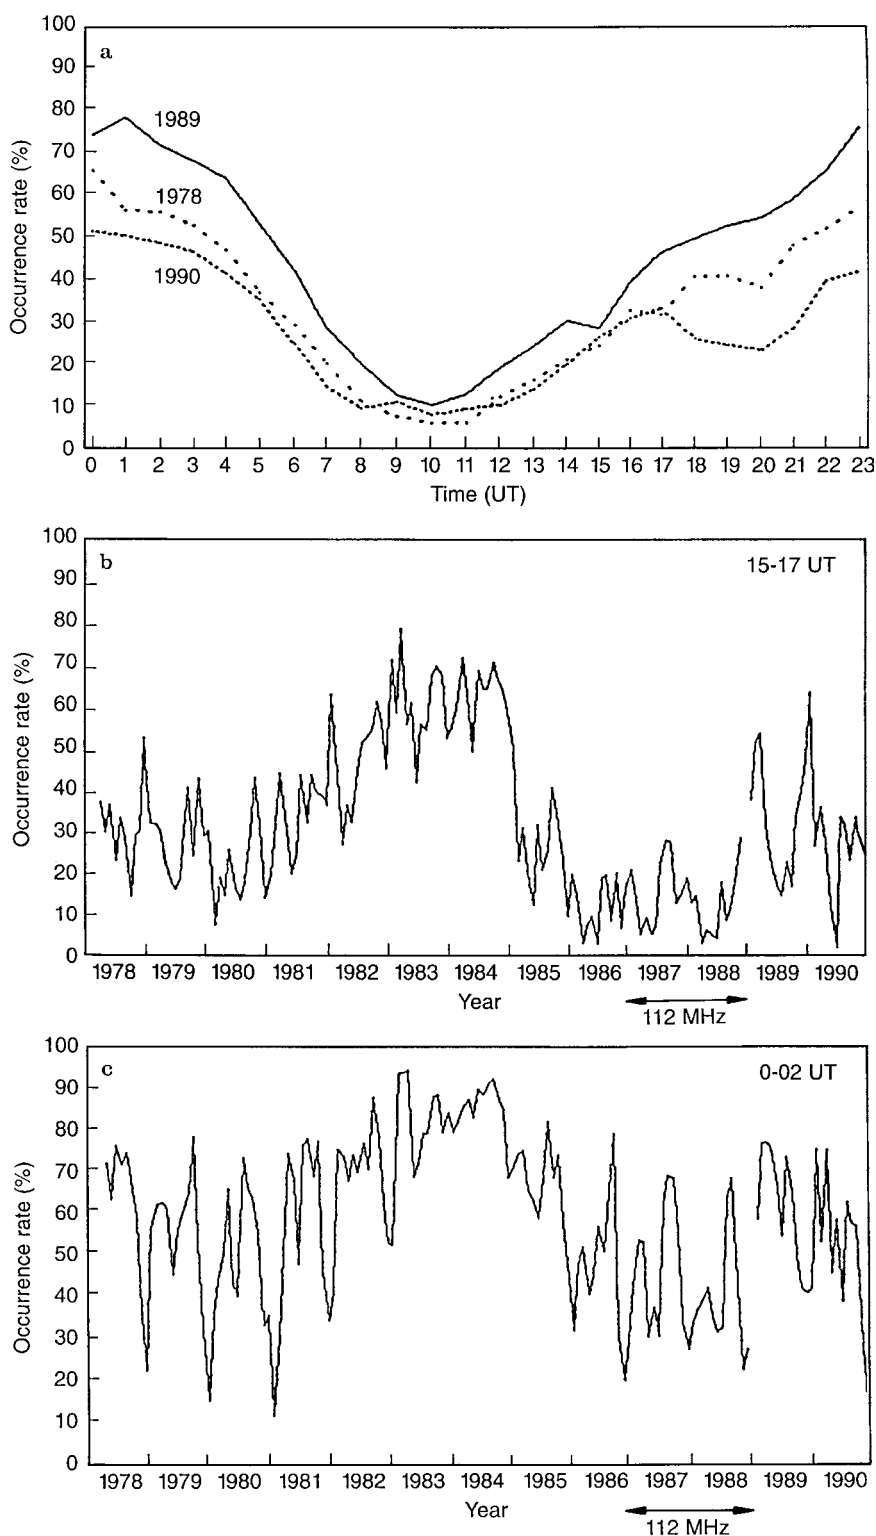 a
100
90
80
70
60
50
40
30
20
10
0
Occurrence rate (%)
1989
1978
1990
0 1 2 3 4 5 6 7 8 9 10 11 12 13 14 15 16 17 18 19 20 21 22 23
Time (UT)
b
15-17 UT
100
90
80
70
60
50
40
30
20
10
0
Occurrence rate (%)
1978 1979 1980 1981 1982 1983 1984 1985 1986 1987 1988 1989 1990
Year
112 MHz
c
0-02 UT
100
90
80
70
60
50
40
30
20
10
0
Occurrence rate (%)
1978 1979 1980 1981 1982 1983 1984 1985 1986 1987 1988 1989 1990
Year
112 MHz